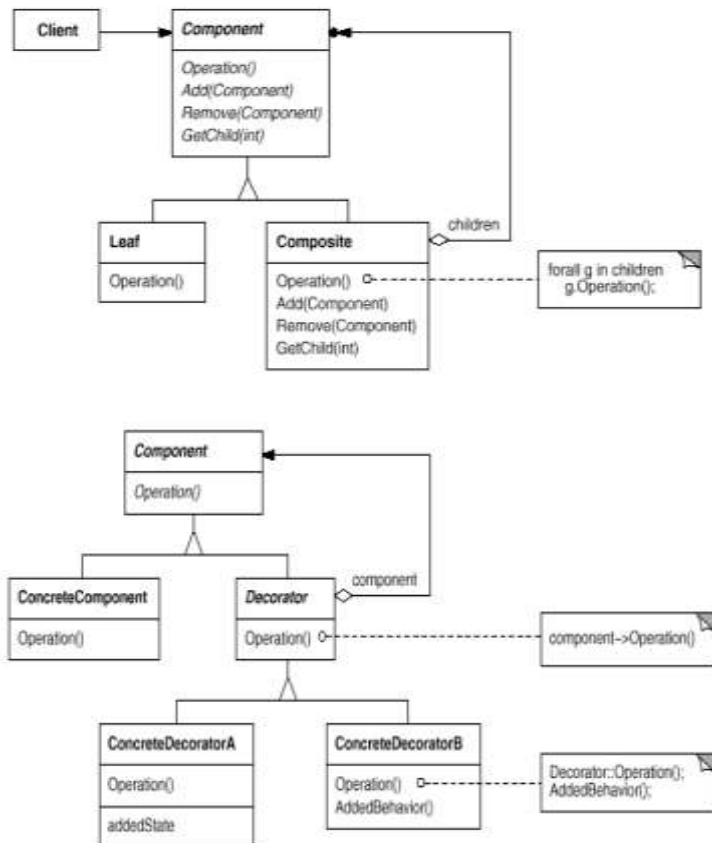 Client
Component
Operation()
Add(Component)
Remove(Component)
GetChild(int)
children
Leaf
Operation()
Composite
Operation()
Add(Component)
Remove(Component)
GetChild(int)
forall g in children
g.Operation();
Component
Operation()
component
ConcreteComponent
Operation()
Decorator
Operation()
component->Operation()
ConcreteDecoratorA
Operation()
addedState
ConcreteDecoratorB
Operation()
AddedBehavior()
Decorator::Operation();
AddedBehavior();